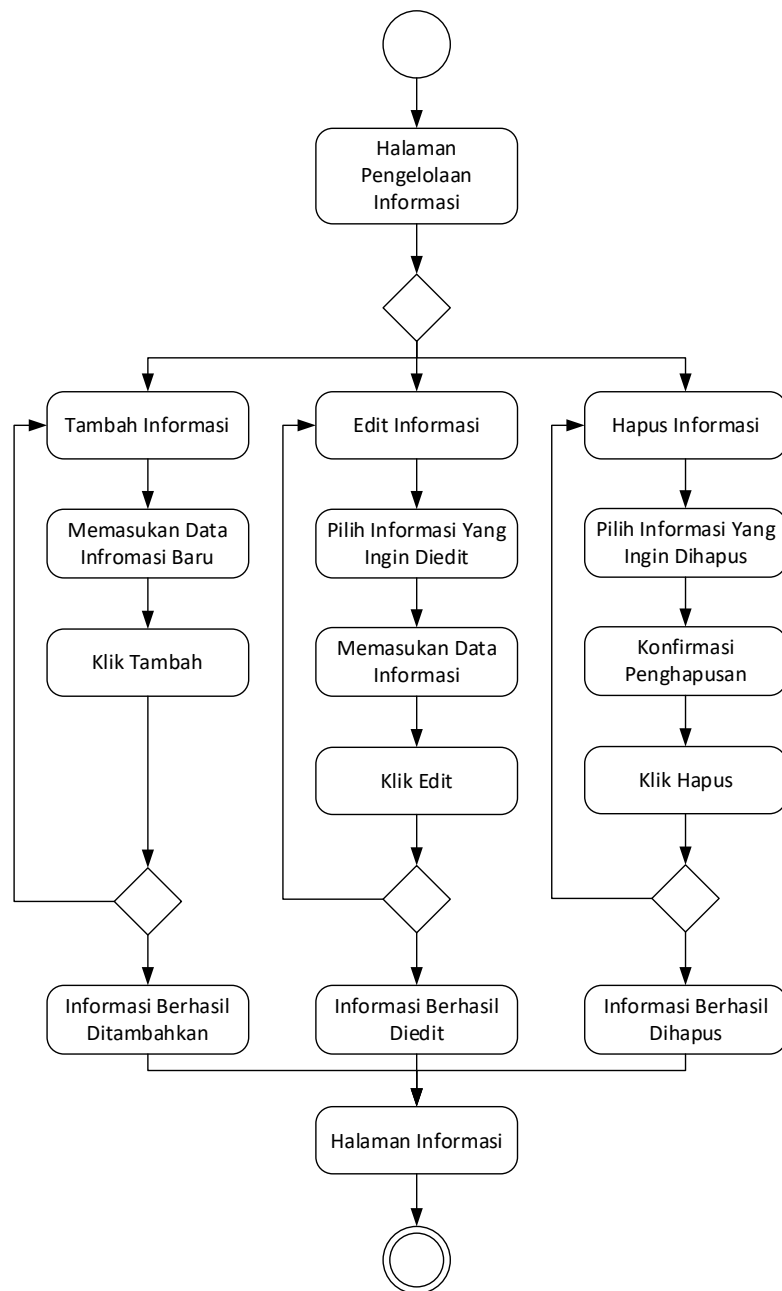 Halaman
Pengelolaan
Informasi
Tambah Informasi
Edit Informasi
Hapus Informasi
Memasukan Data
Infromasi Baru
Pilih Informasi Yang
Ingin Diedit
Pilih Informasi Yang
Ingin Dihapus
Klik Tambah
Memasukan Data
Informasi
Konfirmasi
Penghapusan
Klik Edit
Klik Hapus
Informasi Berhasil
Ditambahkan
Informasi Berhasil
Diedit
Informasi Berhasil
Dihapus
Halaman Informasi